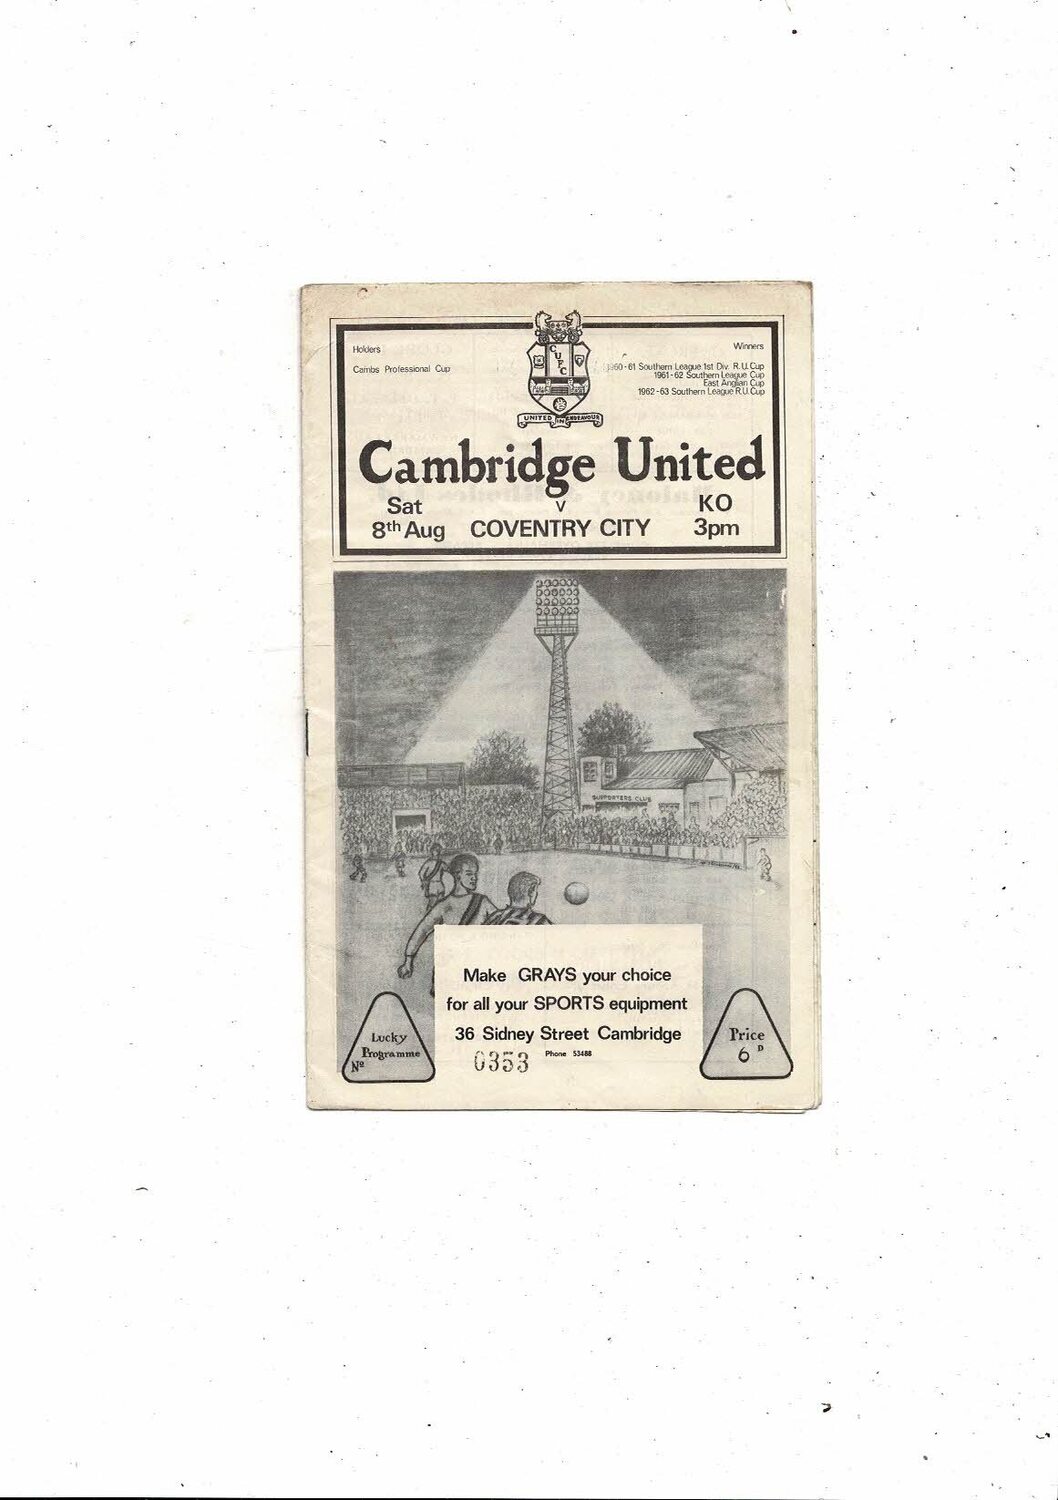 Holders
Cambs Professional Cup
Winners
1960-61 Southern League 1st Div. R.U.Cup
1961-62 Southern League Cup
East Anglian Cup
1962-63 Southern League R.U.Cup
CUFC
UNITED IN ENDEAVOUR
Cambridge United
v
Sat
8th Aug
COVENTRY CITY
KO
3pm
SUPPORTERS CLUB
Make GRAYS your choice
for all your SPORTS equipment
36 Sidney Street Cambridge
Phone 53488
0353
Lucky
Programme
Nº
Price
6D